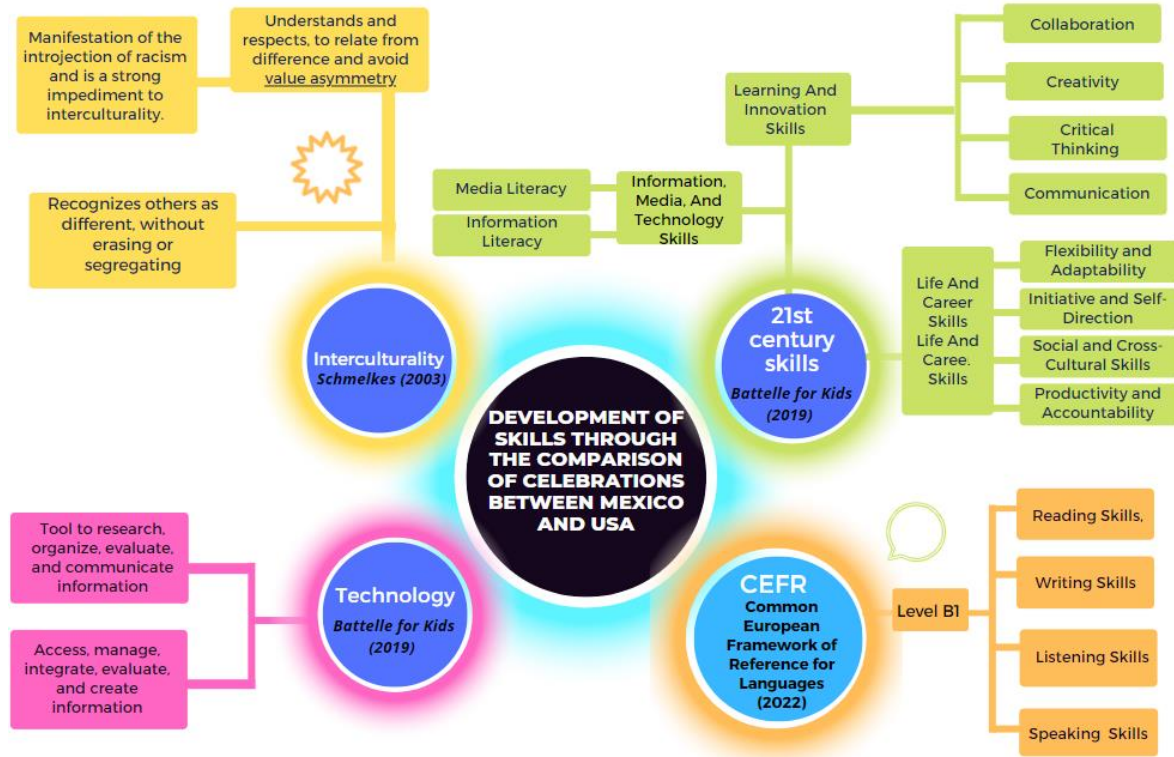 Manifestation of the
introjection of racism
and is a strong
impediment to
interculturality.
Understands and
respects, to relate from
difference and avoid
value asymmetry
Recognizes others as
different, without
erasing or
segregating
Interculturality
Schmelkes (2003)
Learning And
Innovation
Skills
Collaboration
Creativity
Critical
Thinking
Communication
Media Literacy
Information
Literacy
Information,
Media, And
Technology
Skills
21st
century
skills
Battelle for Kids
(2019)
Life And
Career
Skills
Life And
Caree.
Skills
Flexibility and
Adaptability
Initiative and Self-
Direction
Social and Cross-
Cultural Skills
Productivity and
Accountability
DEVELOPMENT OF
SKILLS THROUGH
THE COMPARISON
OF CELEBRATIONS
BETWEEN MEXICO
AND USA
Tool to research,
organize, evaluate,
and communicate
information
Access, manage,
integrate, evaluate,
and create
information
Technology
Battelle for Kids
(2019)
CEFR
Common
European
Framework of
Reference for
Languages
(2022)
Level B1
Reading Skills,
Writing Skills
Listening Skills
Speaking Skills